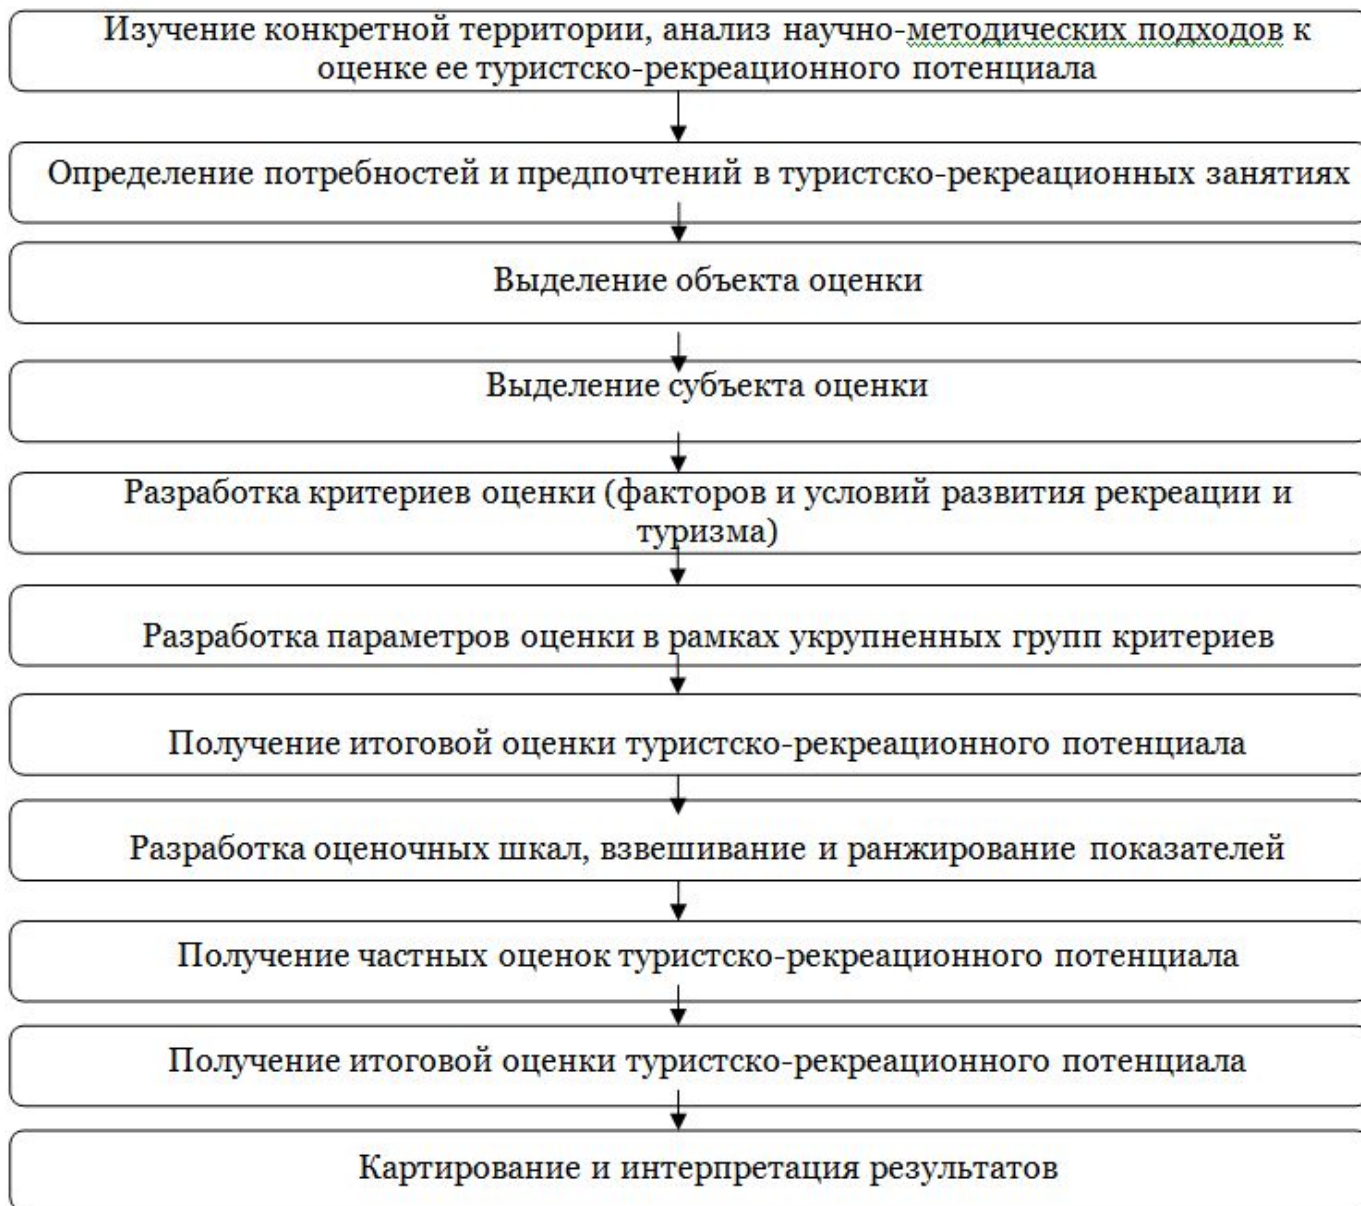 Изучение конкретной территории, анализ научно-методических подходов к
оценке ее туристско-рекреационного потенциала
Определение потребностей и предпочтений в туристско-рекреационных занятиях
Выделение объекта оценки
Выделение субъекта оценки
Разработка критериев оценки (факторов и условий развития рекреации и
туризма)
Разработка параметров оценки в рамках укрупненных групп критериев
Получение итоговой оценки туристско-рекреационного потенциала
Разработка оценочных шкал, взвешивание и ранжирование показателей
Получение частных оценок туристско-рекреационного потенциала
Получение итоговой оценки туристско-рекреационного потенциала
Картирование и интерпретация результатов